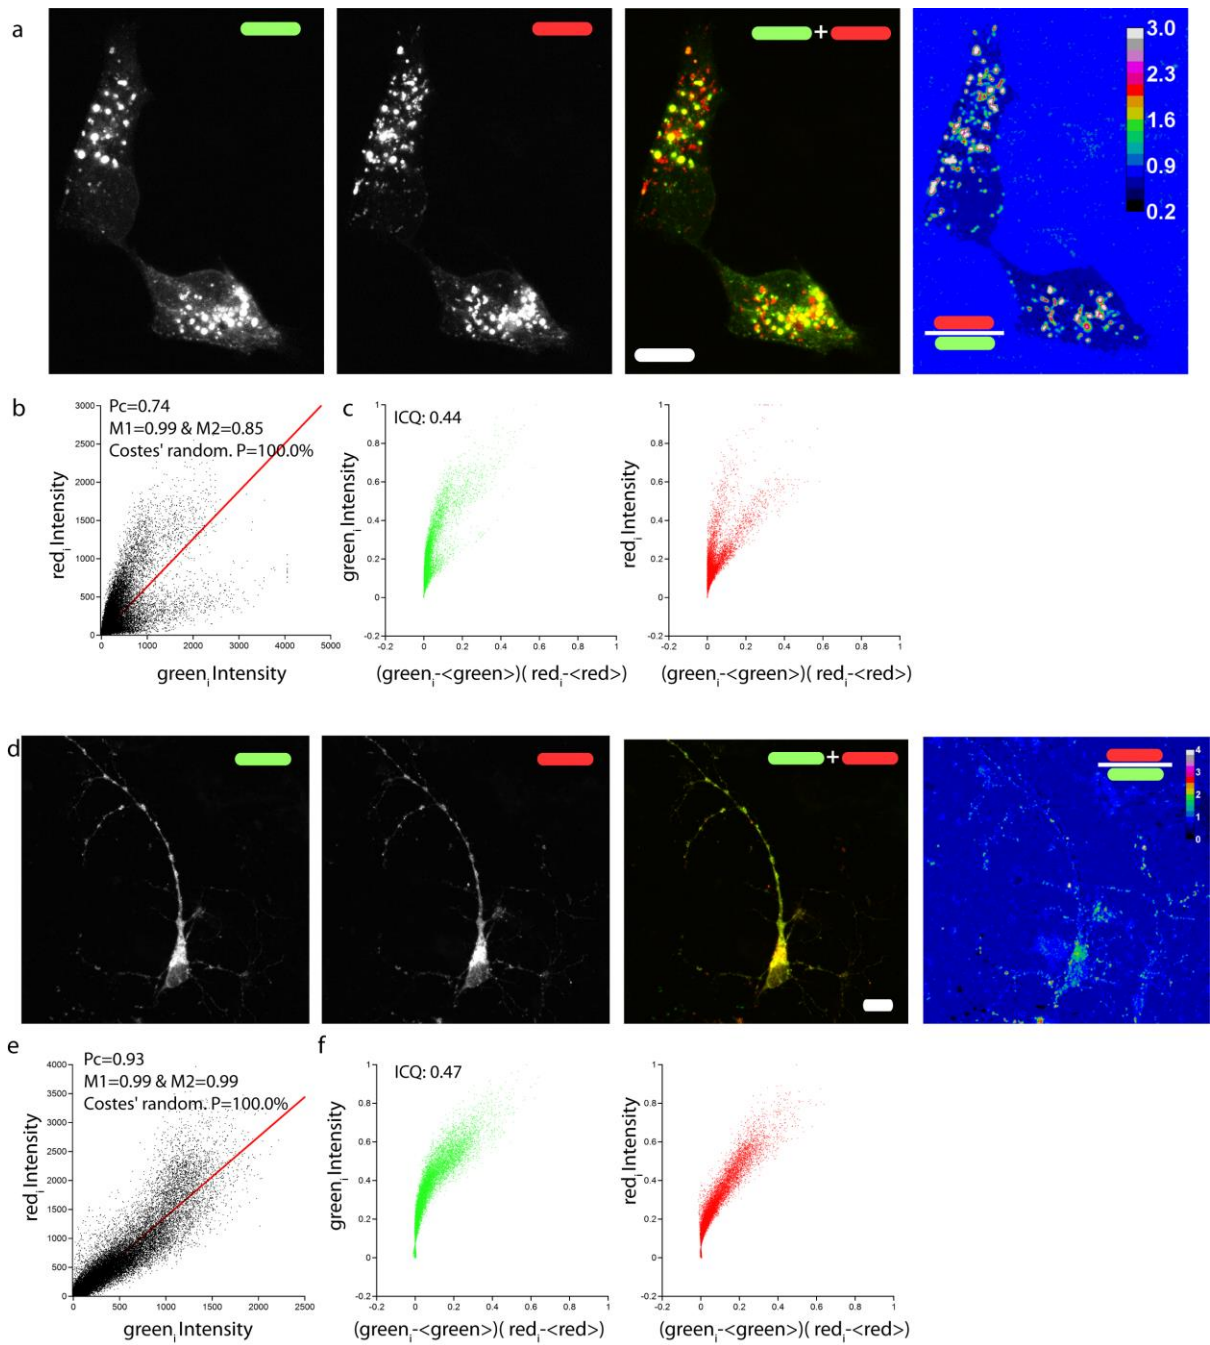 a
+
3.0
2.3
1.6
0.9
0.2
b
Pc=0.74
M1=0.99 & M2=0.85
Costes' random. P=100.0%
red_i Intensity
3000
2500
2000
1500
1000
500
0
0 1000 2000 3000 4000 5000
green_i Intensity
c
ICQ: 0.44
green_i Intensity
1
0.8
0.6
0.4
0.2
0
-0.2
-0.2 0 0.2 0.4 0.6 0.8 1
(green_i-<green>)( red_i-<red>)
red_i Intensity
1
0.8
0.6
0.4
0.2
0
-0.2
-0.2 0 0.2 0.4 0.6 0.8 1
(green_i-<green>)( red_i-<red>)
d
+
4
3
2
1
0
e
Pc=0.93
M1=0.99 & M2=0.99
Costes' random. P=100.0%
red_i Intensity
4000
3500
3000
2500
2000
1500
1000
500
0
0 500 1000 1500 2000 2500
green_i Intensity
f
ICQ: 0.47
green_i Intensity
1
0.8
0.6
0.4
0.2
0
-0.2
-0.2 0 0.2 0.4 0.6 0.8 1
(green_i-<green>)( red_i-<red>)
red_i Intensity
1
0.8
0.6
0.4
0.2
0
-0.2
-0.2 0 0.2 0.4 0.6 0.8 1
(green_i-<green>)( red_i-<red>)